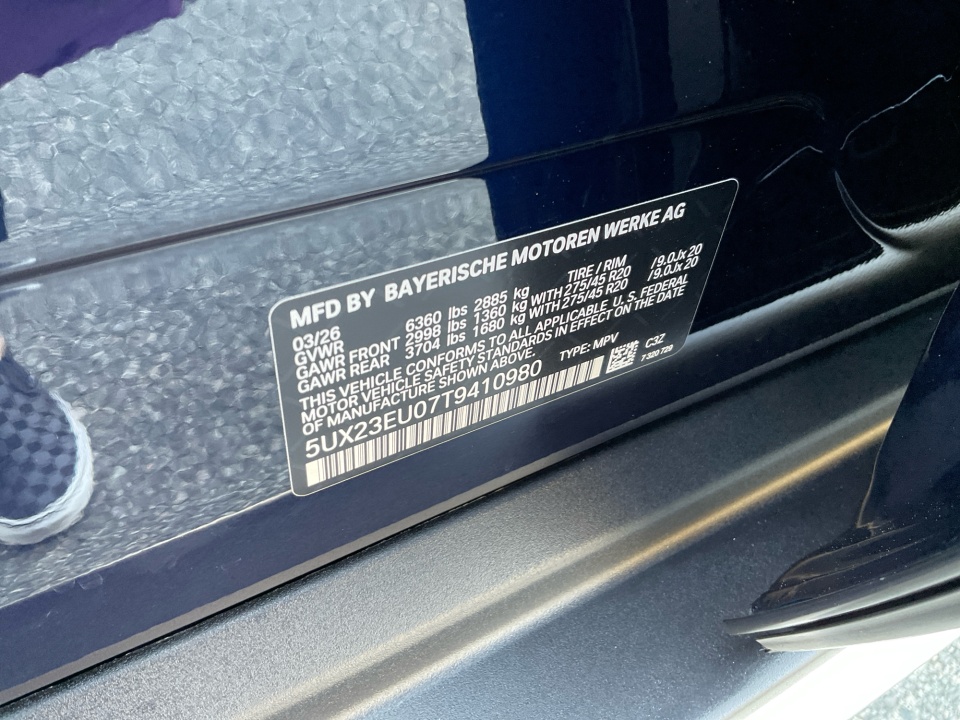 MFD BY BAYERISCHE MOTOREN WERKE AG
03/26 TIRE / RIM
GVWR 6360 lbs 2885 kg
GAWR FRONT 2998 lbs 1360 kg WITH 275/45 R20 /9.0Jx 20
GAWR REAR 3704 lbs 1680 kg WITH 275/45 R20 /9.0Jx 20
THIS VEHICLE CONFORMS TO ALL APPLICABLE U.S. FEDERAL
MOTOR VEHICLE SAFETY STANDARDS IN EFFECT ON THE DATE
OF MANUFACTURE SHOWN ABOVE.
TYPE: MPV C3Z
5UX23EU07T9410980
7 320 728